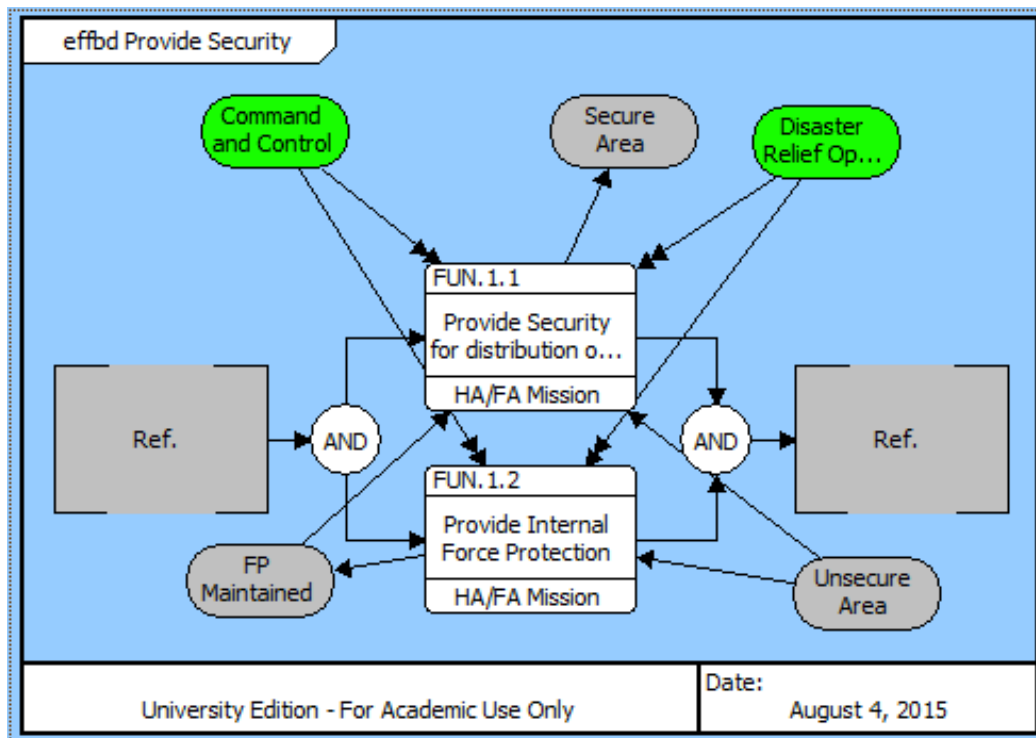 effbd Provide Security
Command
and Control
Secure
Area
Disaster
Relief Op...
FUN.1.1
Provide Security
for distribution o...
HA/FA Mission
Ref.
AND
AND
Ref.
FUN.1.2
Provide Internal
Force Protection
HA/FA Mission
FP
Maintained
Unsecure
Area
University Edition - For Academic Use Only
Date:
August 4, 2015